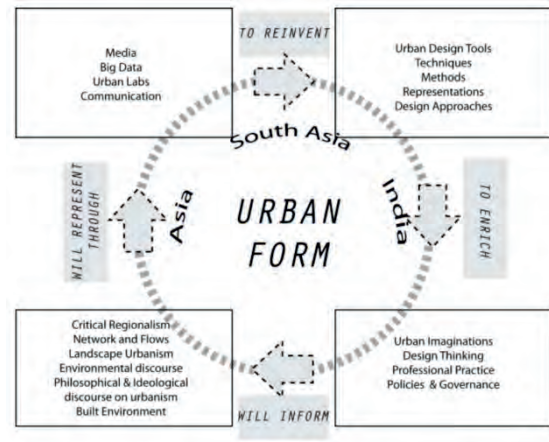 TO REINVENT
Media
Big Data
Urban Labs
Communication
Urban Design Tools
Techniques
Methods
Representations
Design Approaches
South Asia
WILL REPRESENT
THROUGH
Asia
URBAN
FORM
India
TO ENRICH
Critical Regionalism
Network and Flows
Landscape Urbanism
Environmental discourse
Philosophical & Ideological
discourse on urbanism
Built Environment
Urban Imaginations
Design Thinking
Professional Practice
Policies & Governance
WILL INFORM